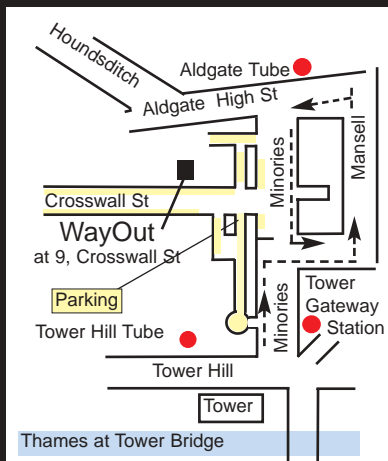 Houndsditch
Aldgate Tube
Aldgate High St
Minories
Mansell
Crosswall St
WayOut
at 9, Crosswall St
Parking
Tower Hill Tube
Minories
Tower
Gateway
Station
Tower Hill
Tower
Thames at Tower Bridge